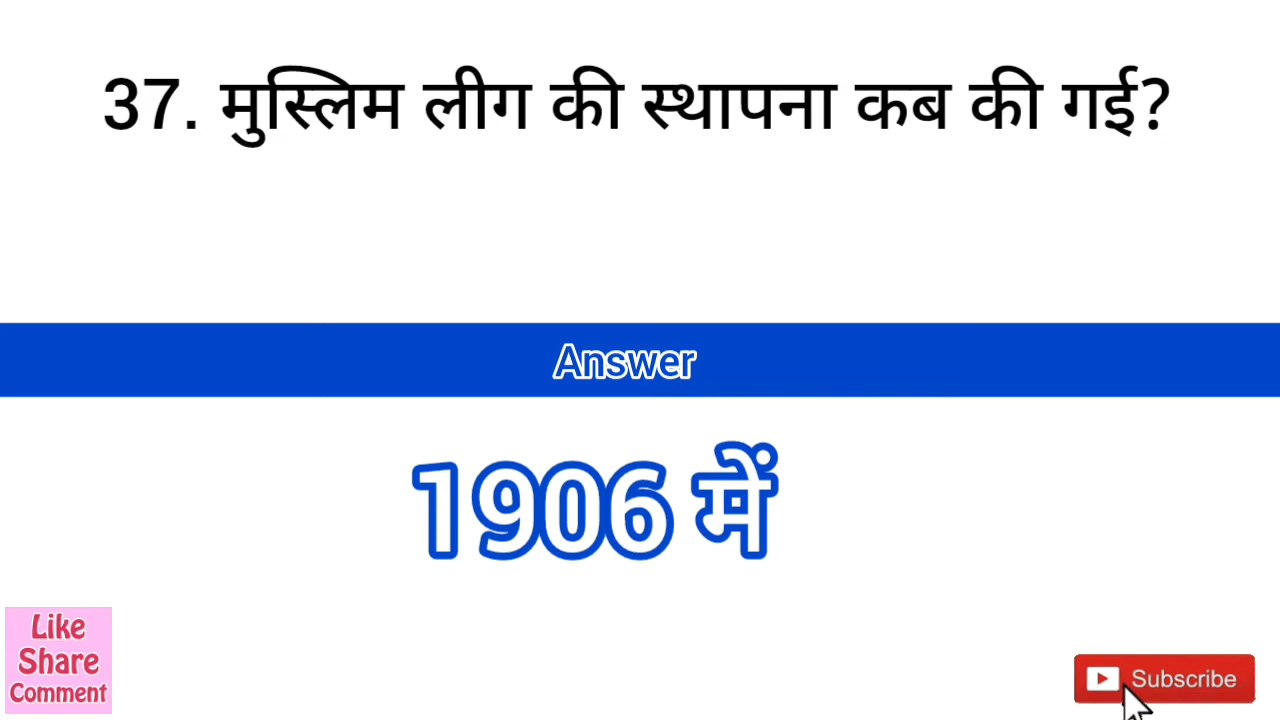 37. मुस्लिम लीग की स्थापना कब की गई?
Answer
1906 में
Like
Share
Comment
Subscribe